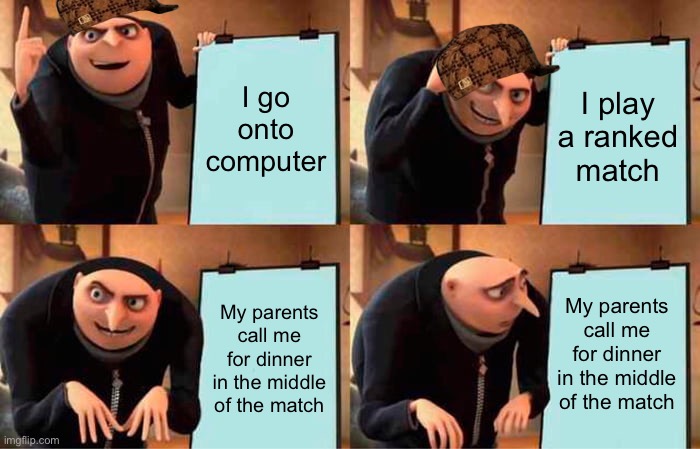 I go
onto
computer
I play
a ranked
match
My parents
call me
for dinner
in the middle
of the match
My parents
call me
for dinner
in the middle
of the match
imgflip.com